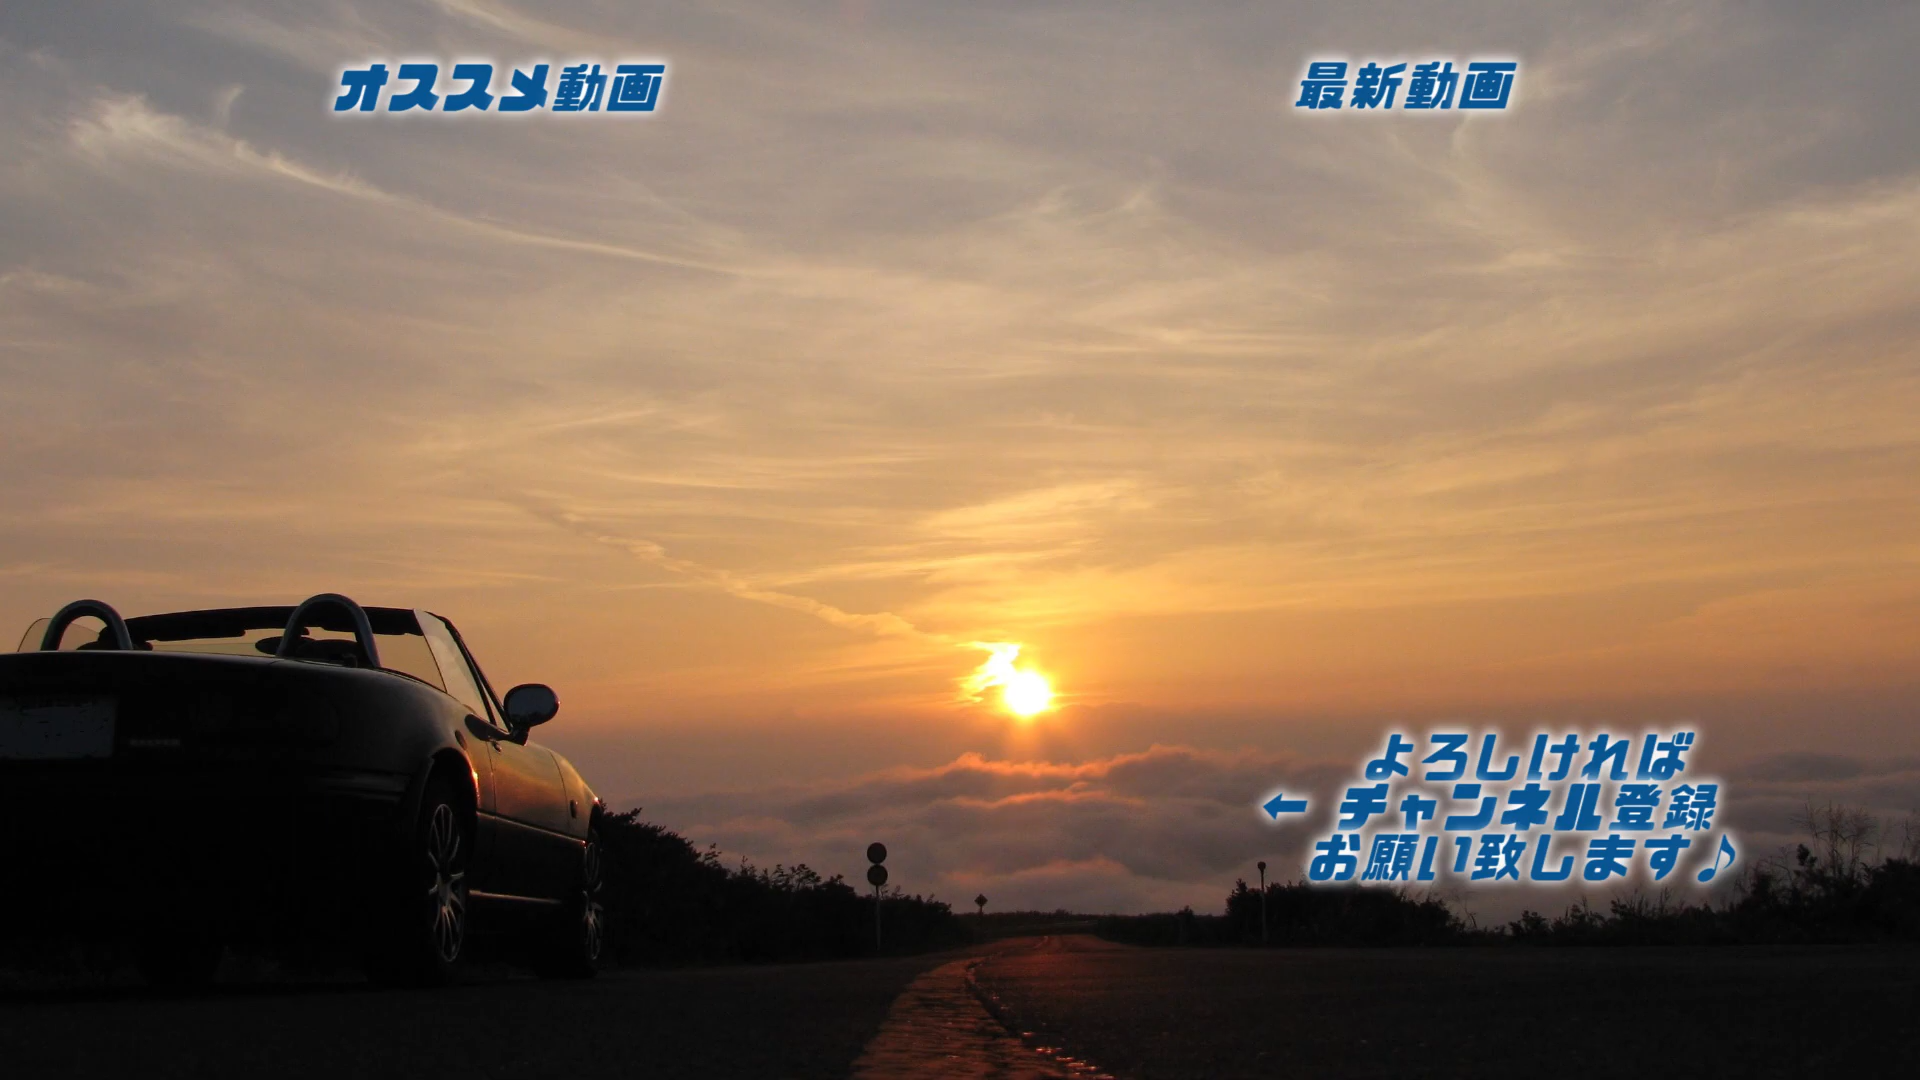 オススメ動画
最新動画
よろしければ
← チャンネル登録
お願い致します♪